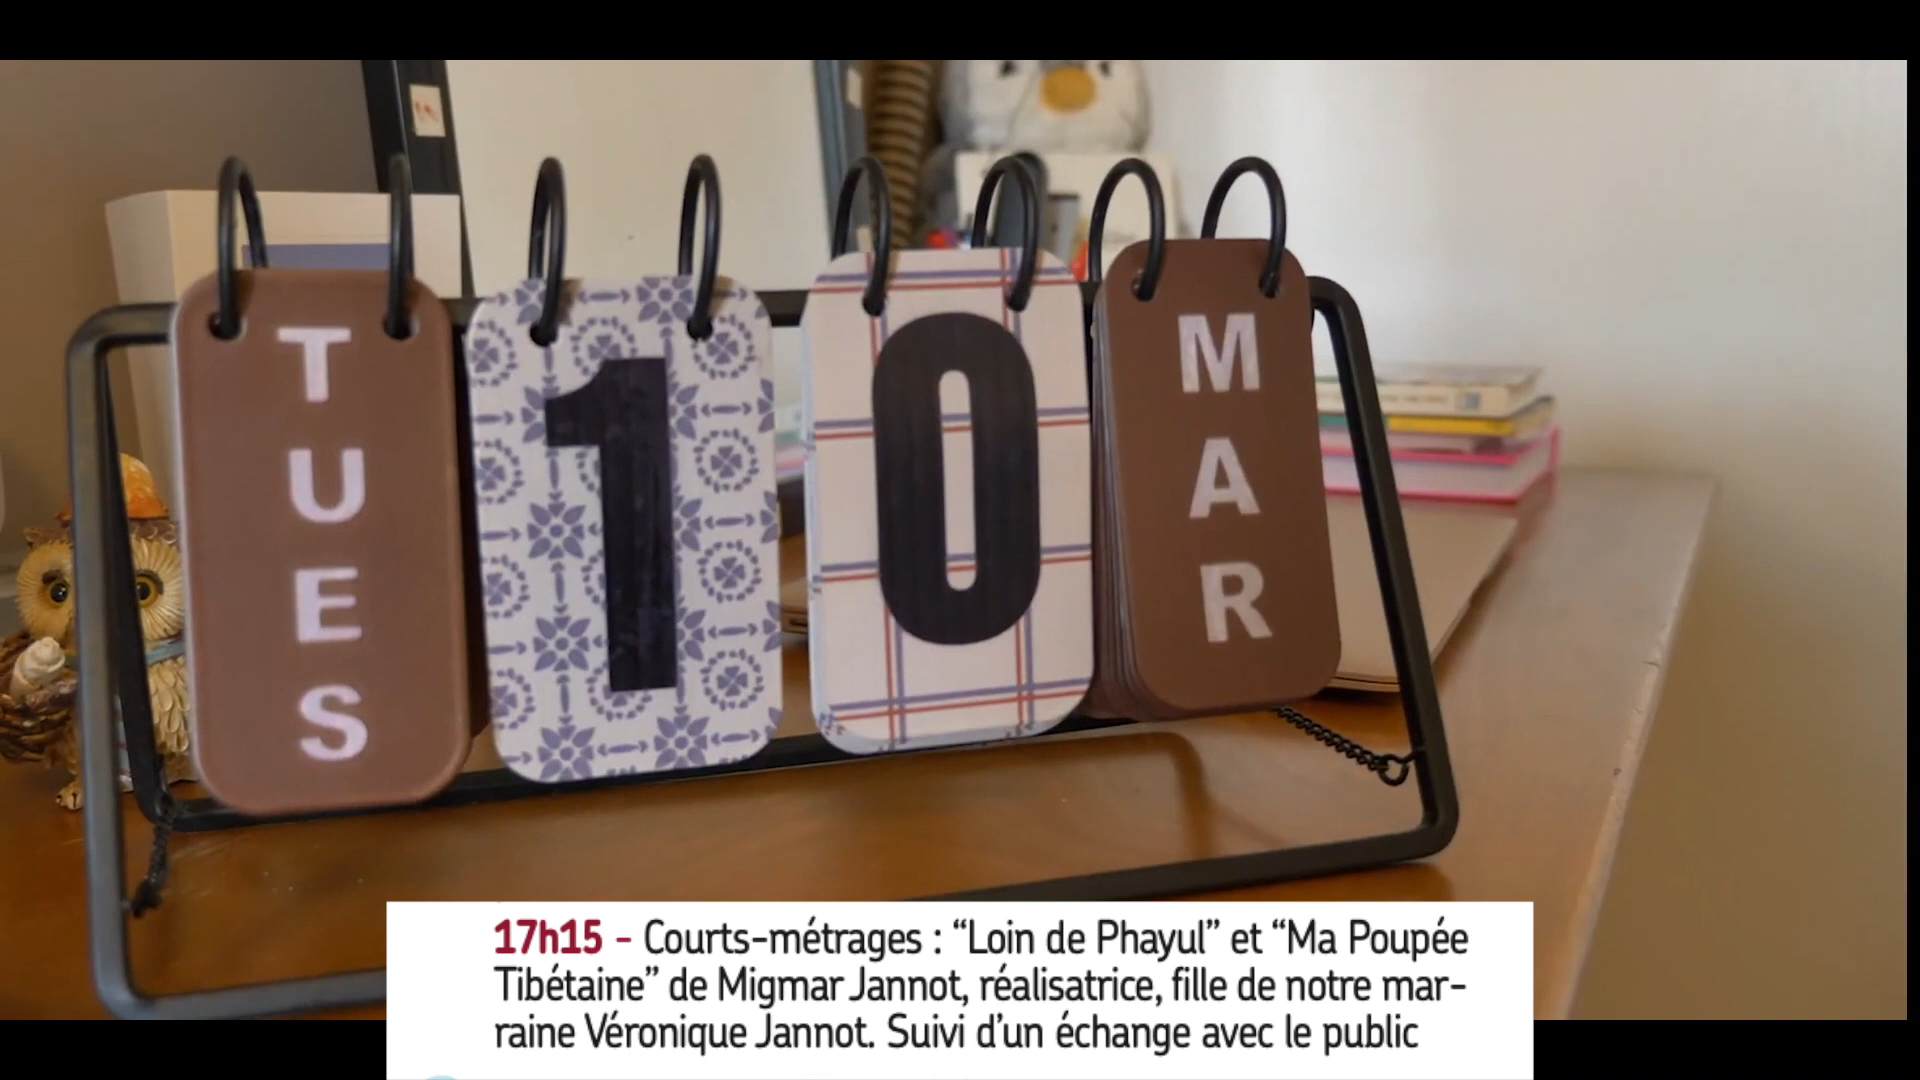 TUES
10
MAR
17h15 – Courts-métrages : “Loin de Phayul” et “Ma Poupée
Tibétaine” de Migmar Jannot, réalisatrice, fille de notre mar-
raine Véronique Jannot. Suivi d’un échange avec le public